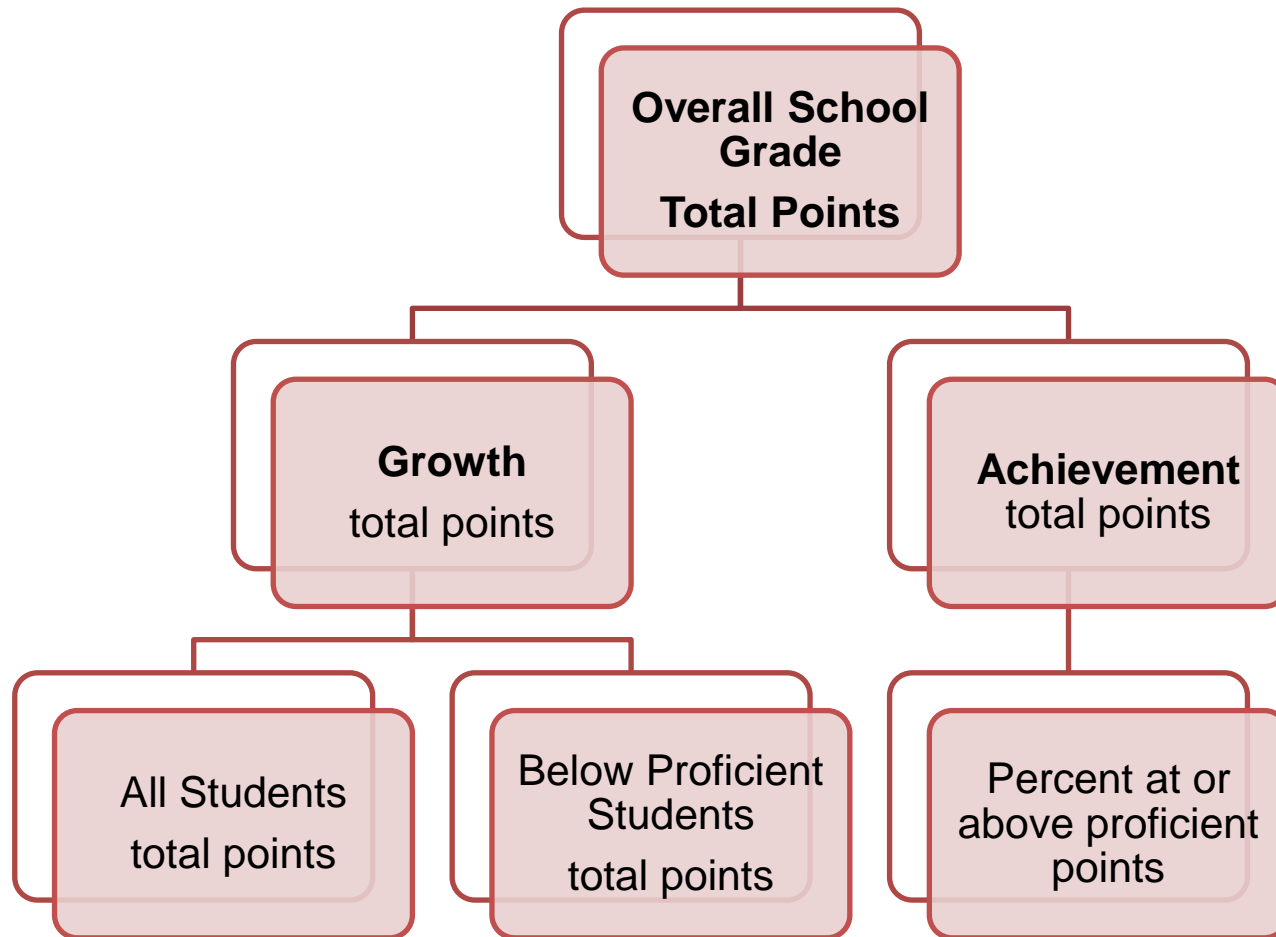 Overall School
Grade
Total Points
Growth
total points
Achievement
total points
All Students
total points
Below Proficient
Students
total points
Percent at or
above proficient
points